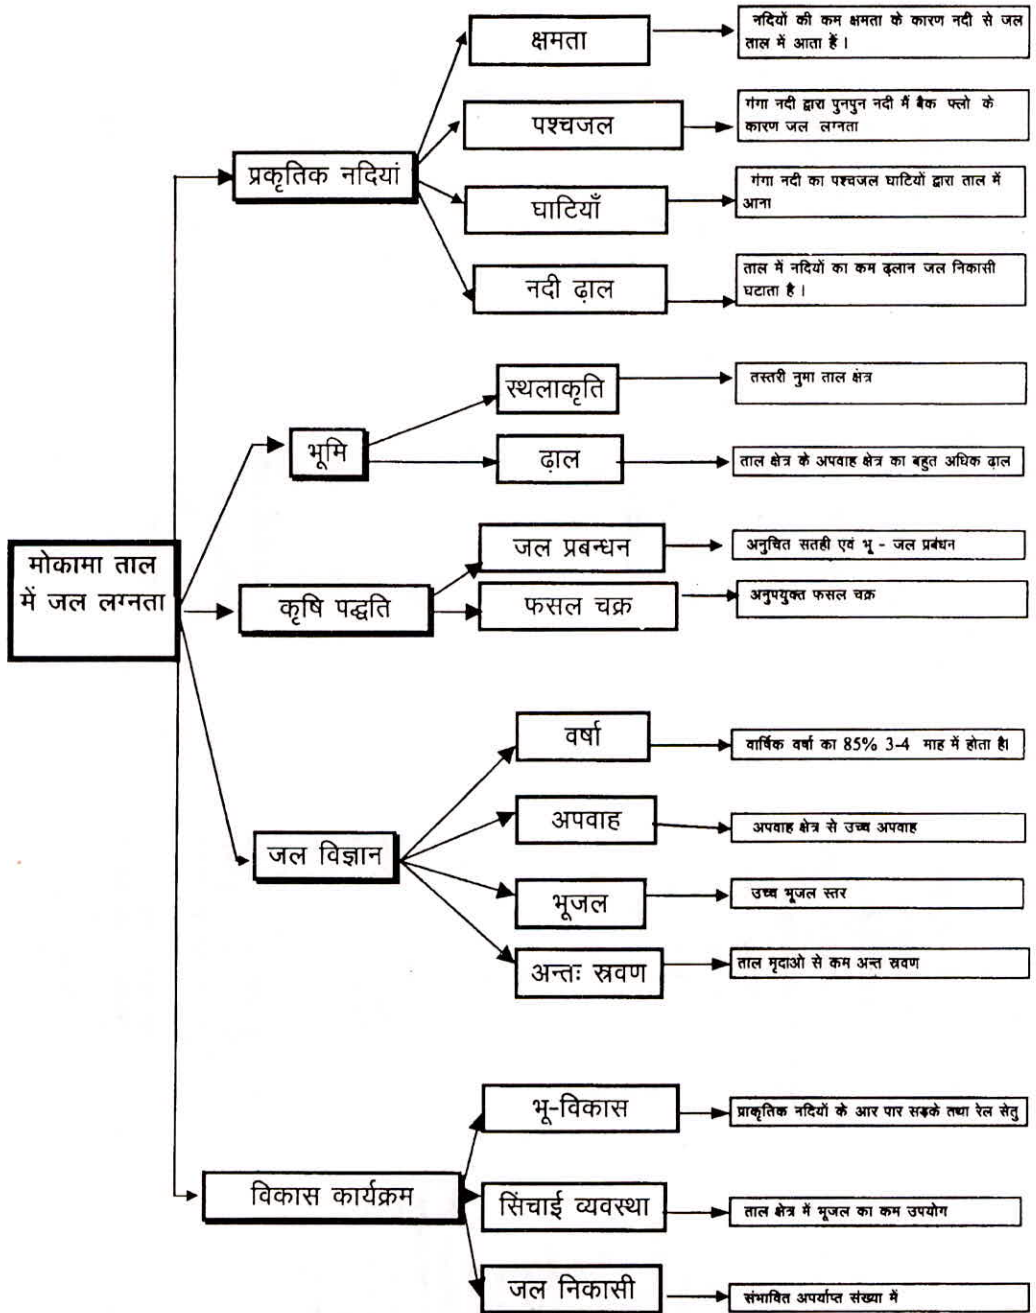 क्षमता
नदियों की कम क्षमता के कारण नदी से जल
ताल में आता हैं ।
पश्चजल
गंगा नदी द्वारा पुनपुन नदी मैं बैक फ्लो के
कारण जल लग्नता
प्रकृतिक नदियां
घाटियाँ
गंगा नदी का पश्चजल घाटियों द्वारा ताल में
आना
नदी ढ़ाल
ताल में नदियों का कम ढ़लान जल निकासी
घटाता है ।
स्थलाकृति
तस्तरी नुमा ताल क्षेत्र
भूमि
ढ़ाल
ताल क्षेत्र के अपवाह क्षेत्र का बहुत अधिक ढ़ाल
मोकामा ताल
में जल लग्नता
जल प्रबन्धन
अनुचित सतही एवं भू - जल प्रबंधन
कृषि पद्धति
फसल चक्र
अनुपयुक्त फसल चक्र
वर्षा
वार्षिक वर्षा का 85% 3-4 माह में होता है।
अपवाह
अपवाह क्षेत्र से उच्च अपवाह
जल विज्ञान
भूजल
उच्च भूजल स्तर
अन्तः स्रवण
ताल मृदाओ से कम अन्त स्रवण
भू-विकास
प्राकृतिक नदियों के आर पार सड़के तथा रेल सेतु
विकास कार्यक्रम
सिंचाई व्यवस्था
ताल क्षेत्र में भूजल का कम उपयोग
जल निकासी
संभावित अपर्याप्त संख्या में